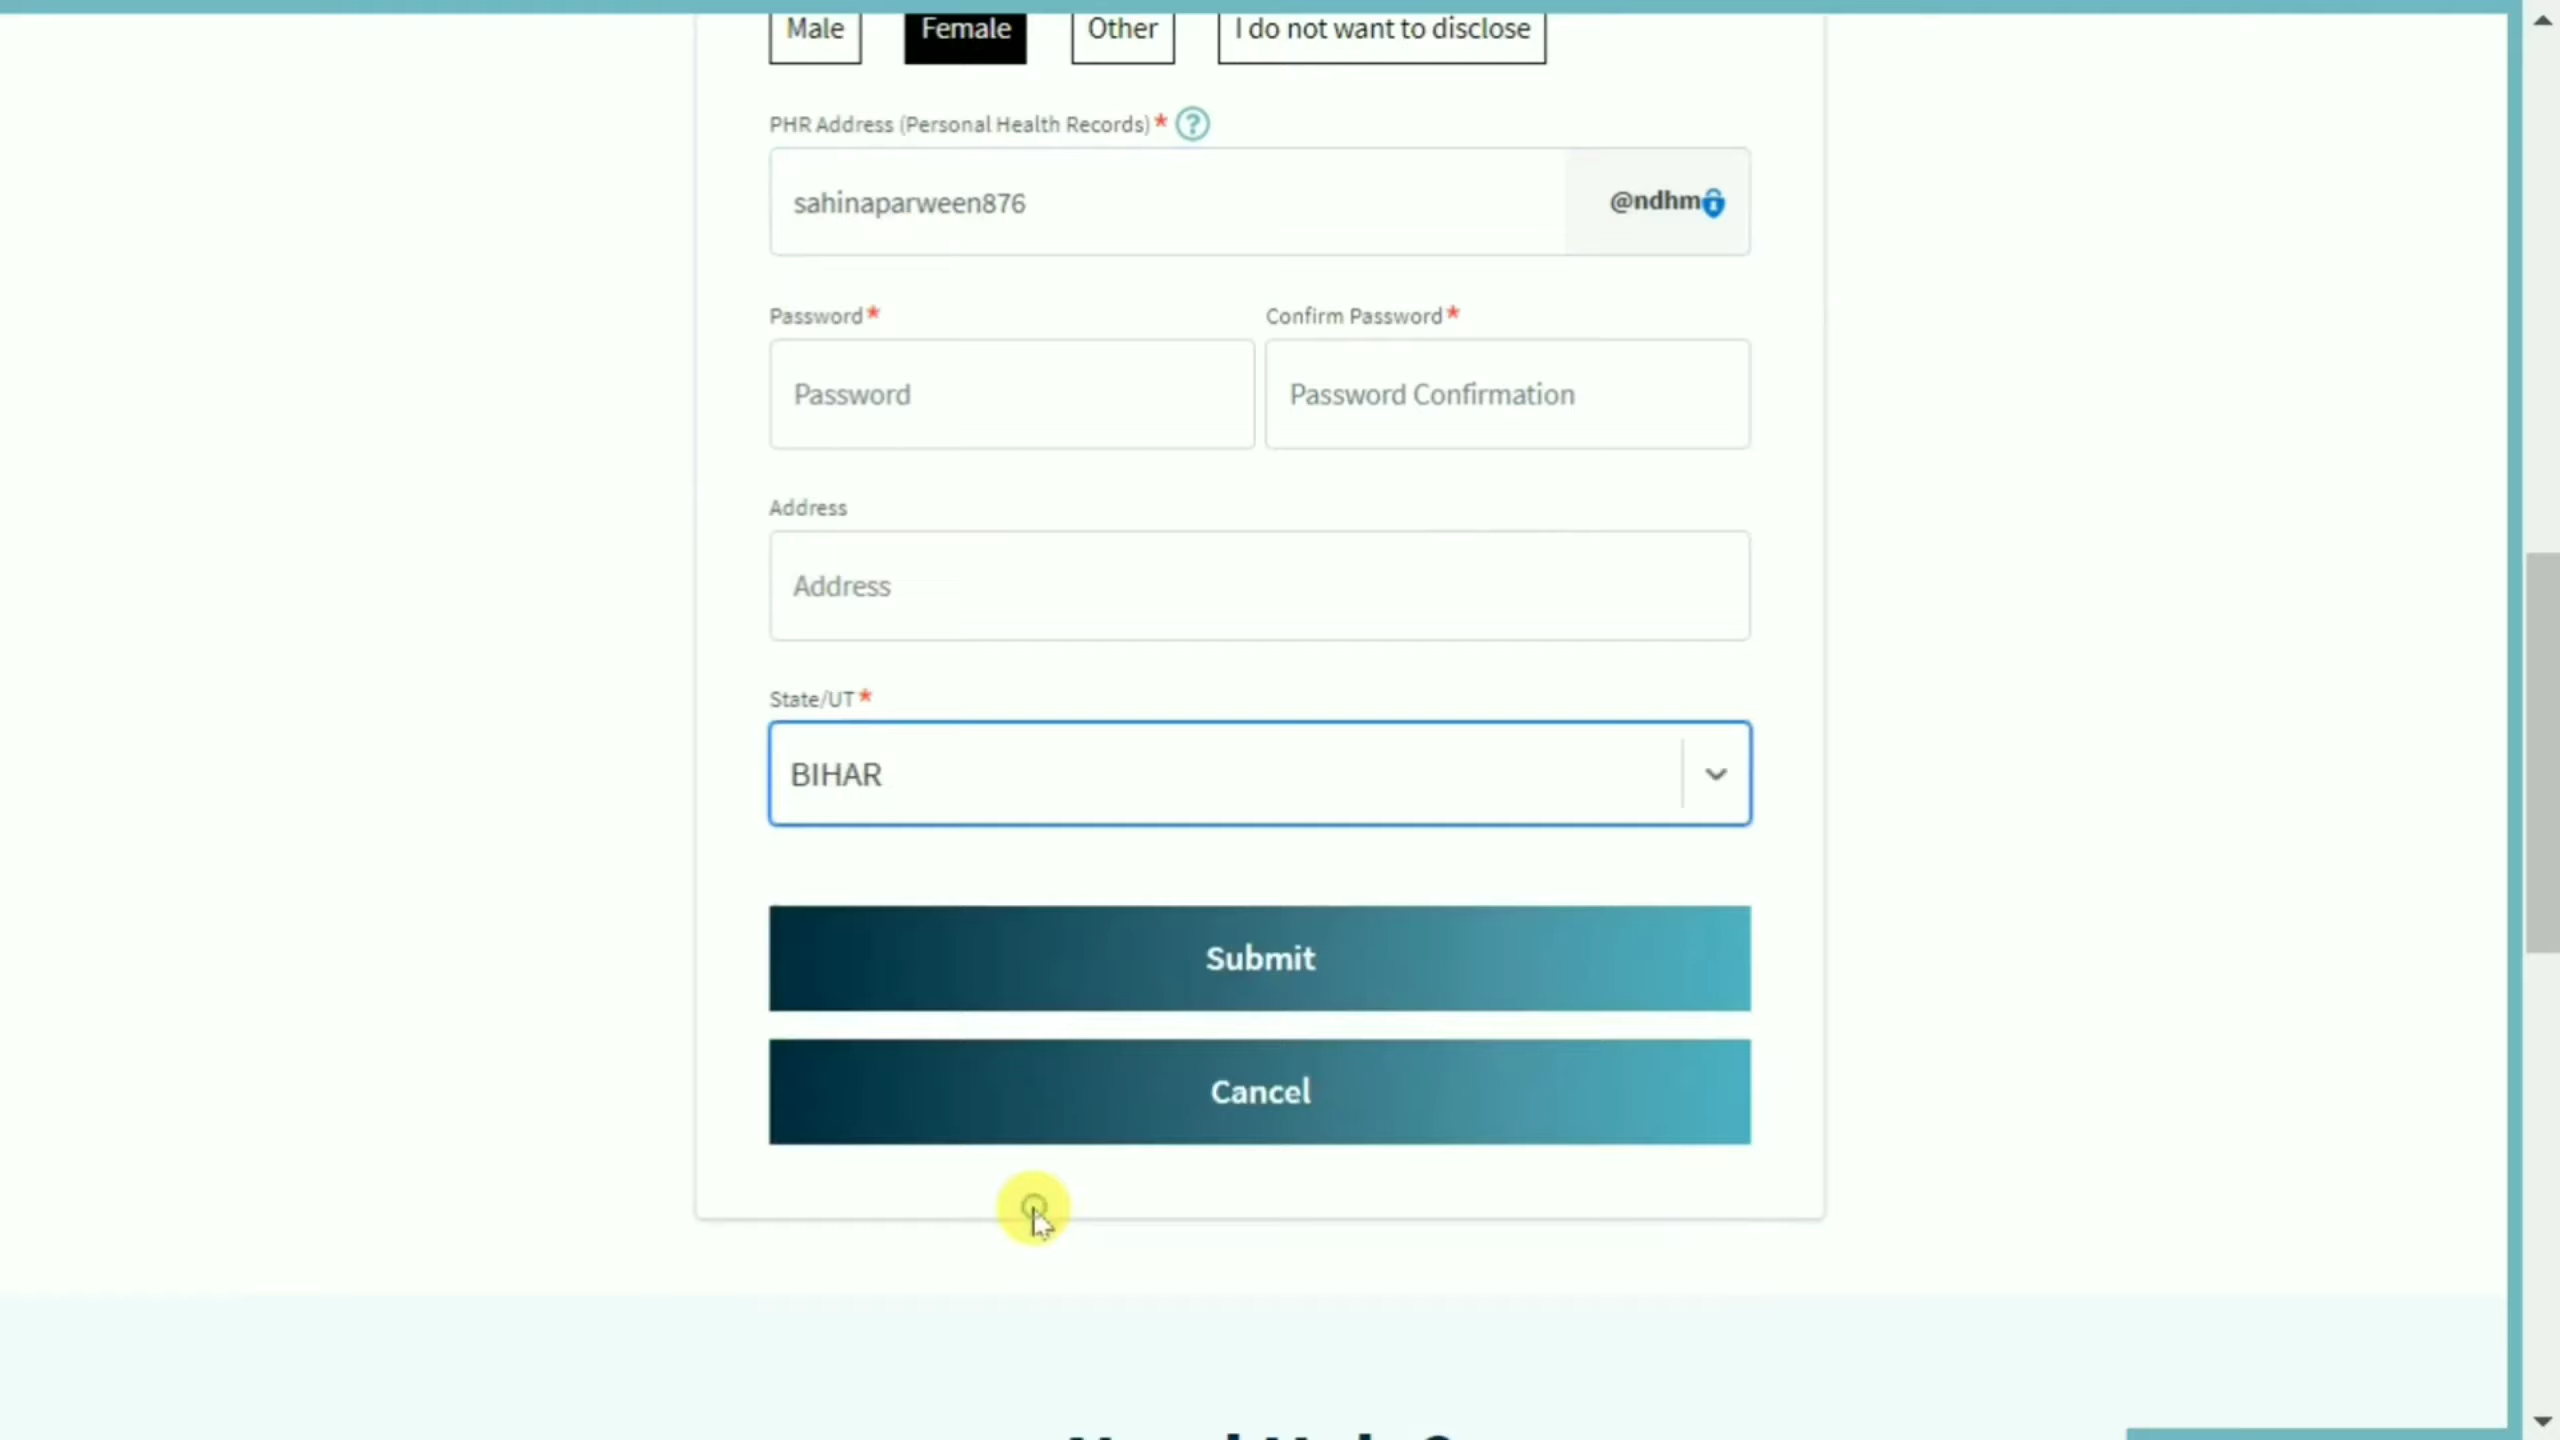 Male Female Other I do not want to disclose
PHR Address (Personal Health Records)*
sahinaparween876 @ndhm
Password* Confirm Password*
Password Password Confirmation
Address
Address
State/UT*
BIHAR
Submit
Cancel